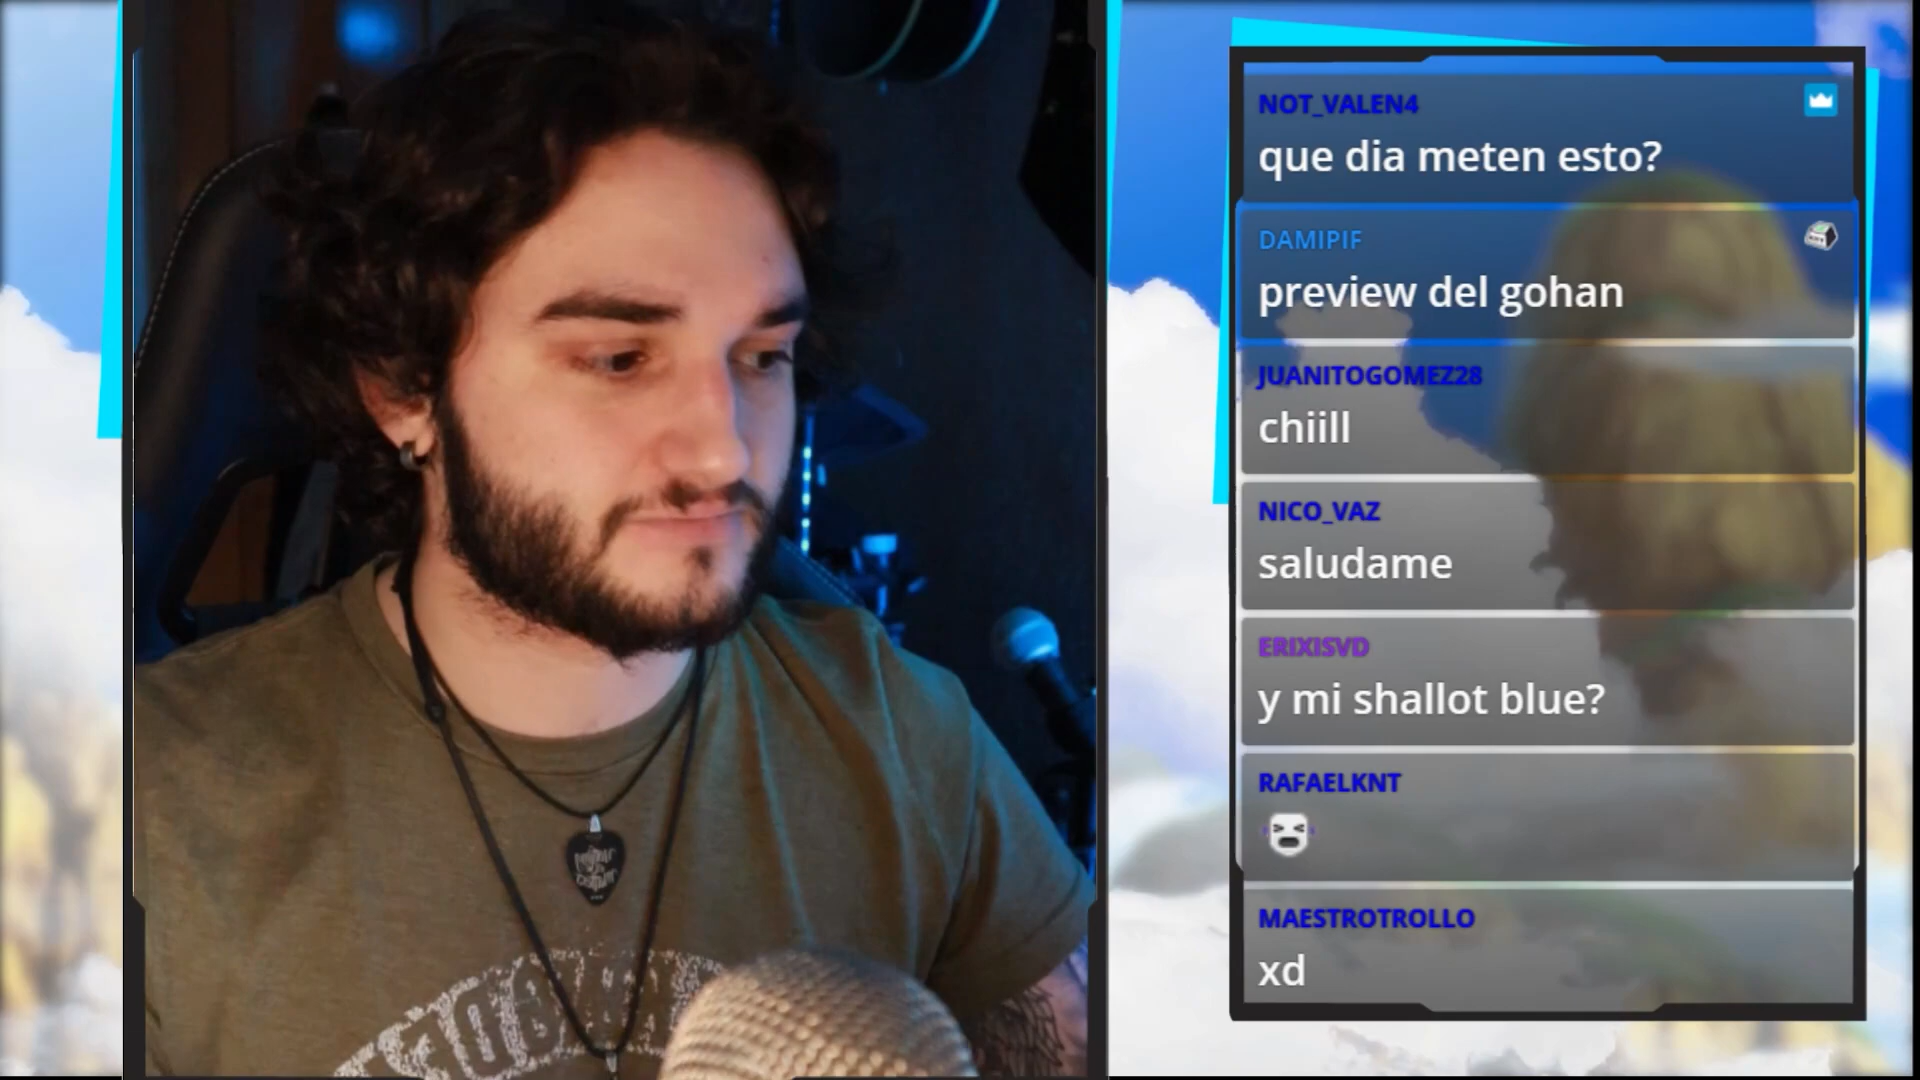 NOT_VALEN4
que dia meten esto?
DAMIPIF
preview del gohan
JUANITOGOMEZ28
chiill
NICO_VAZ
saludame
ERIXISVD
y mi shallot blue?
RAFAELKNT
MAESTROTROLLO
xd